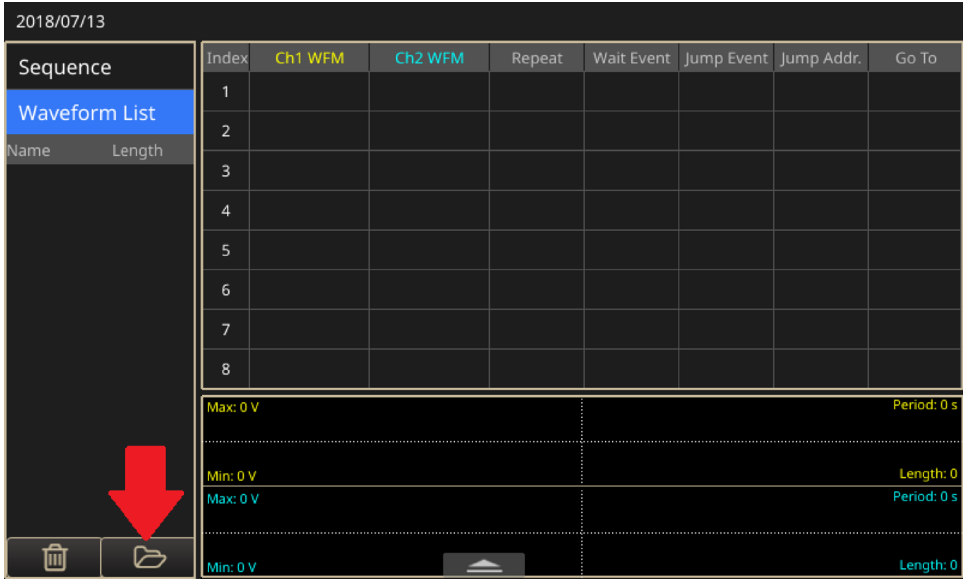 2018/07/13
Sequence
Waveform List
Name Length
Index Ch1 WFM Ch2 WFM Repeat Wait Event Jump Event Jump Addr. Go To
1
2
3
4
5
6
7
8
Max: 0 V Period: 0 s
Min: 0 V Length: 0
Max: 0 V Period: 0 s
Min: 0 V Length: 0